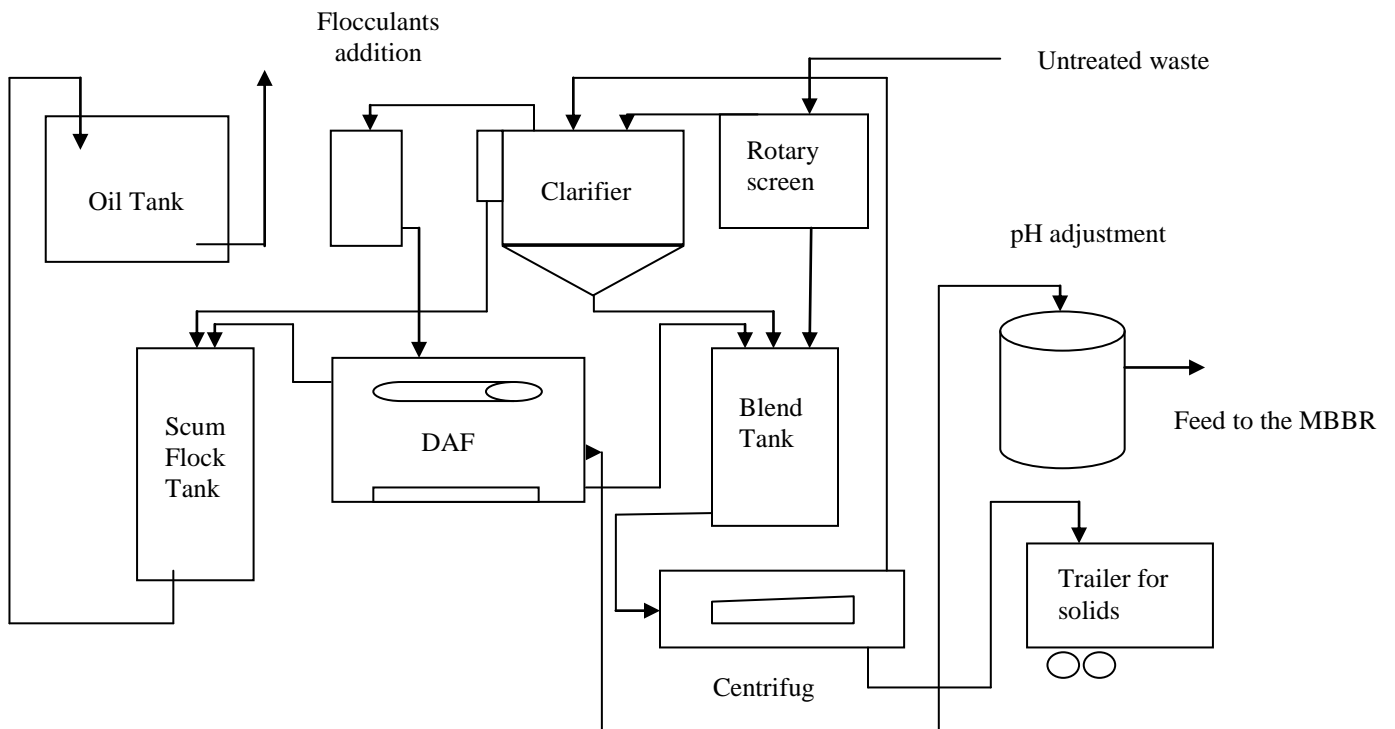 Flocculants
addition
Untreated waste
Rotary
screen
Clarifier
Oil Tank
pH adjustment
Blend
Tank
Feed to the MBBR
Scum
Flock
Tank
DAF
Trailer for
solids
Centrifug